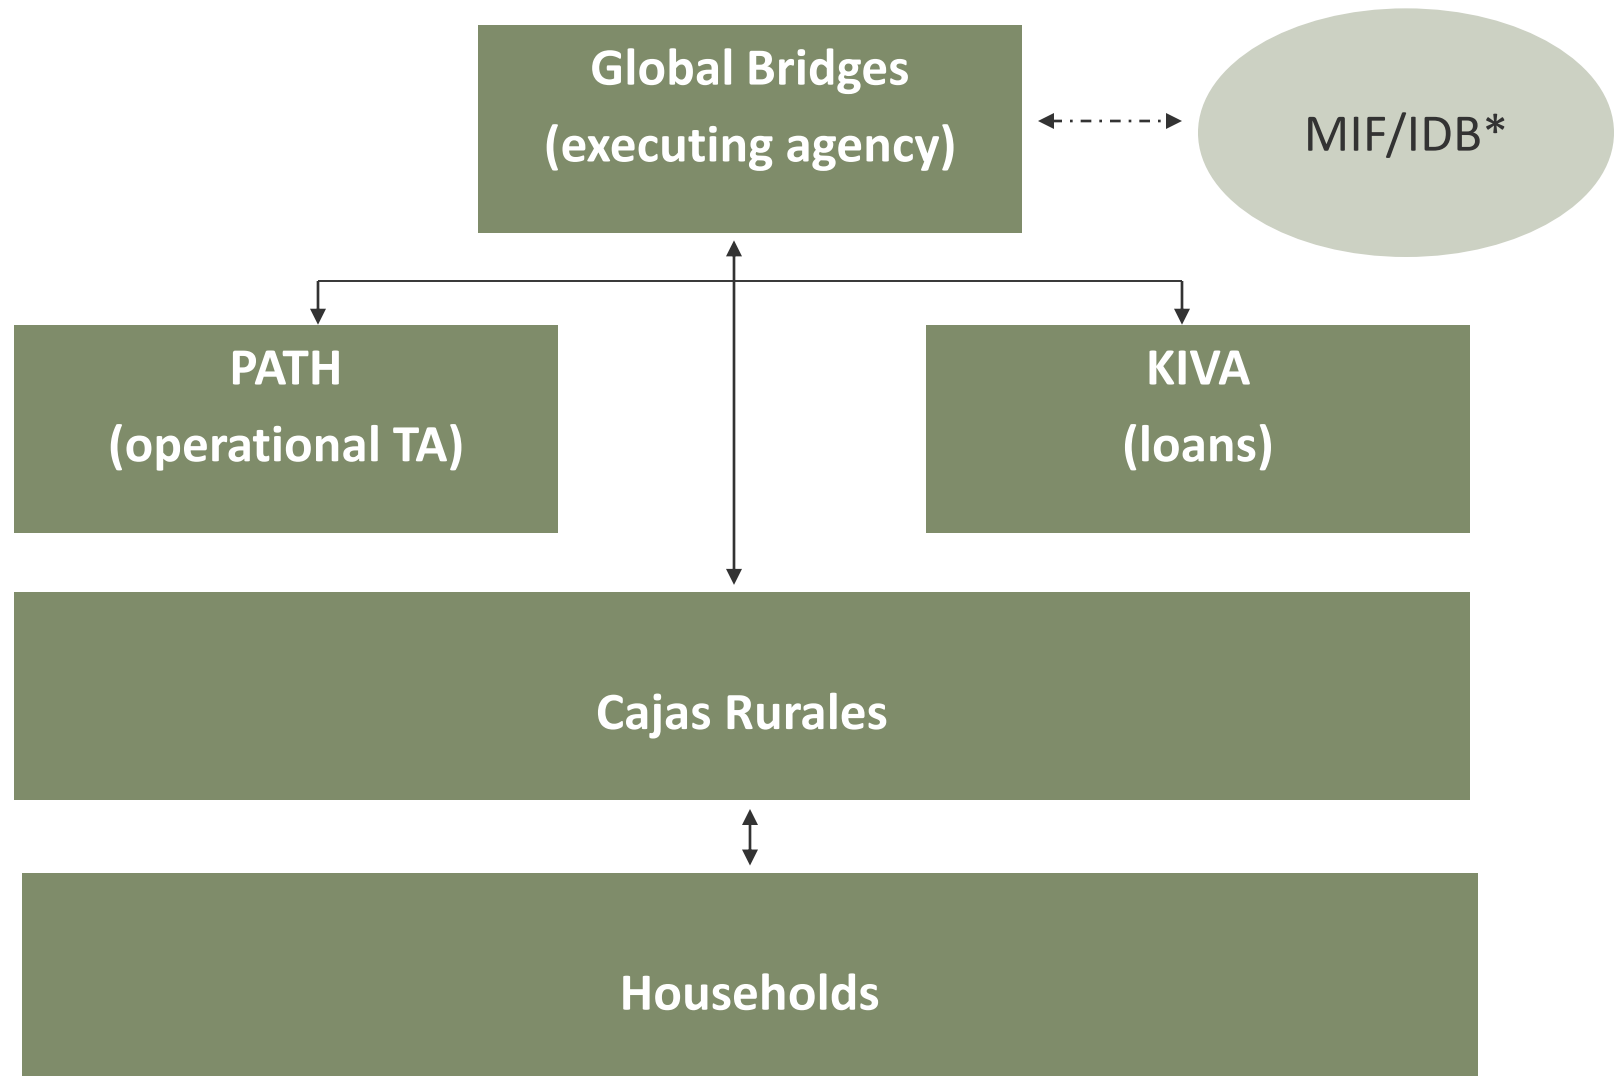 Global Bridges
(executing agency)
MIF/IDB*
PATH
(operational TA)
KIVA
(loans)
Cajas Rurales
Households